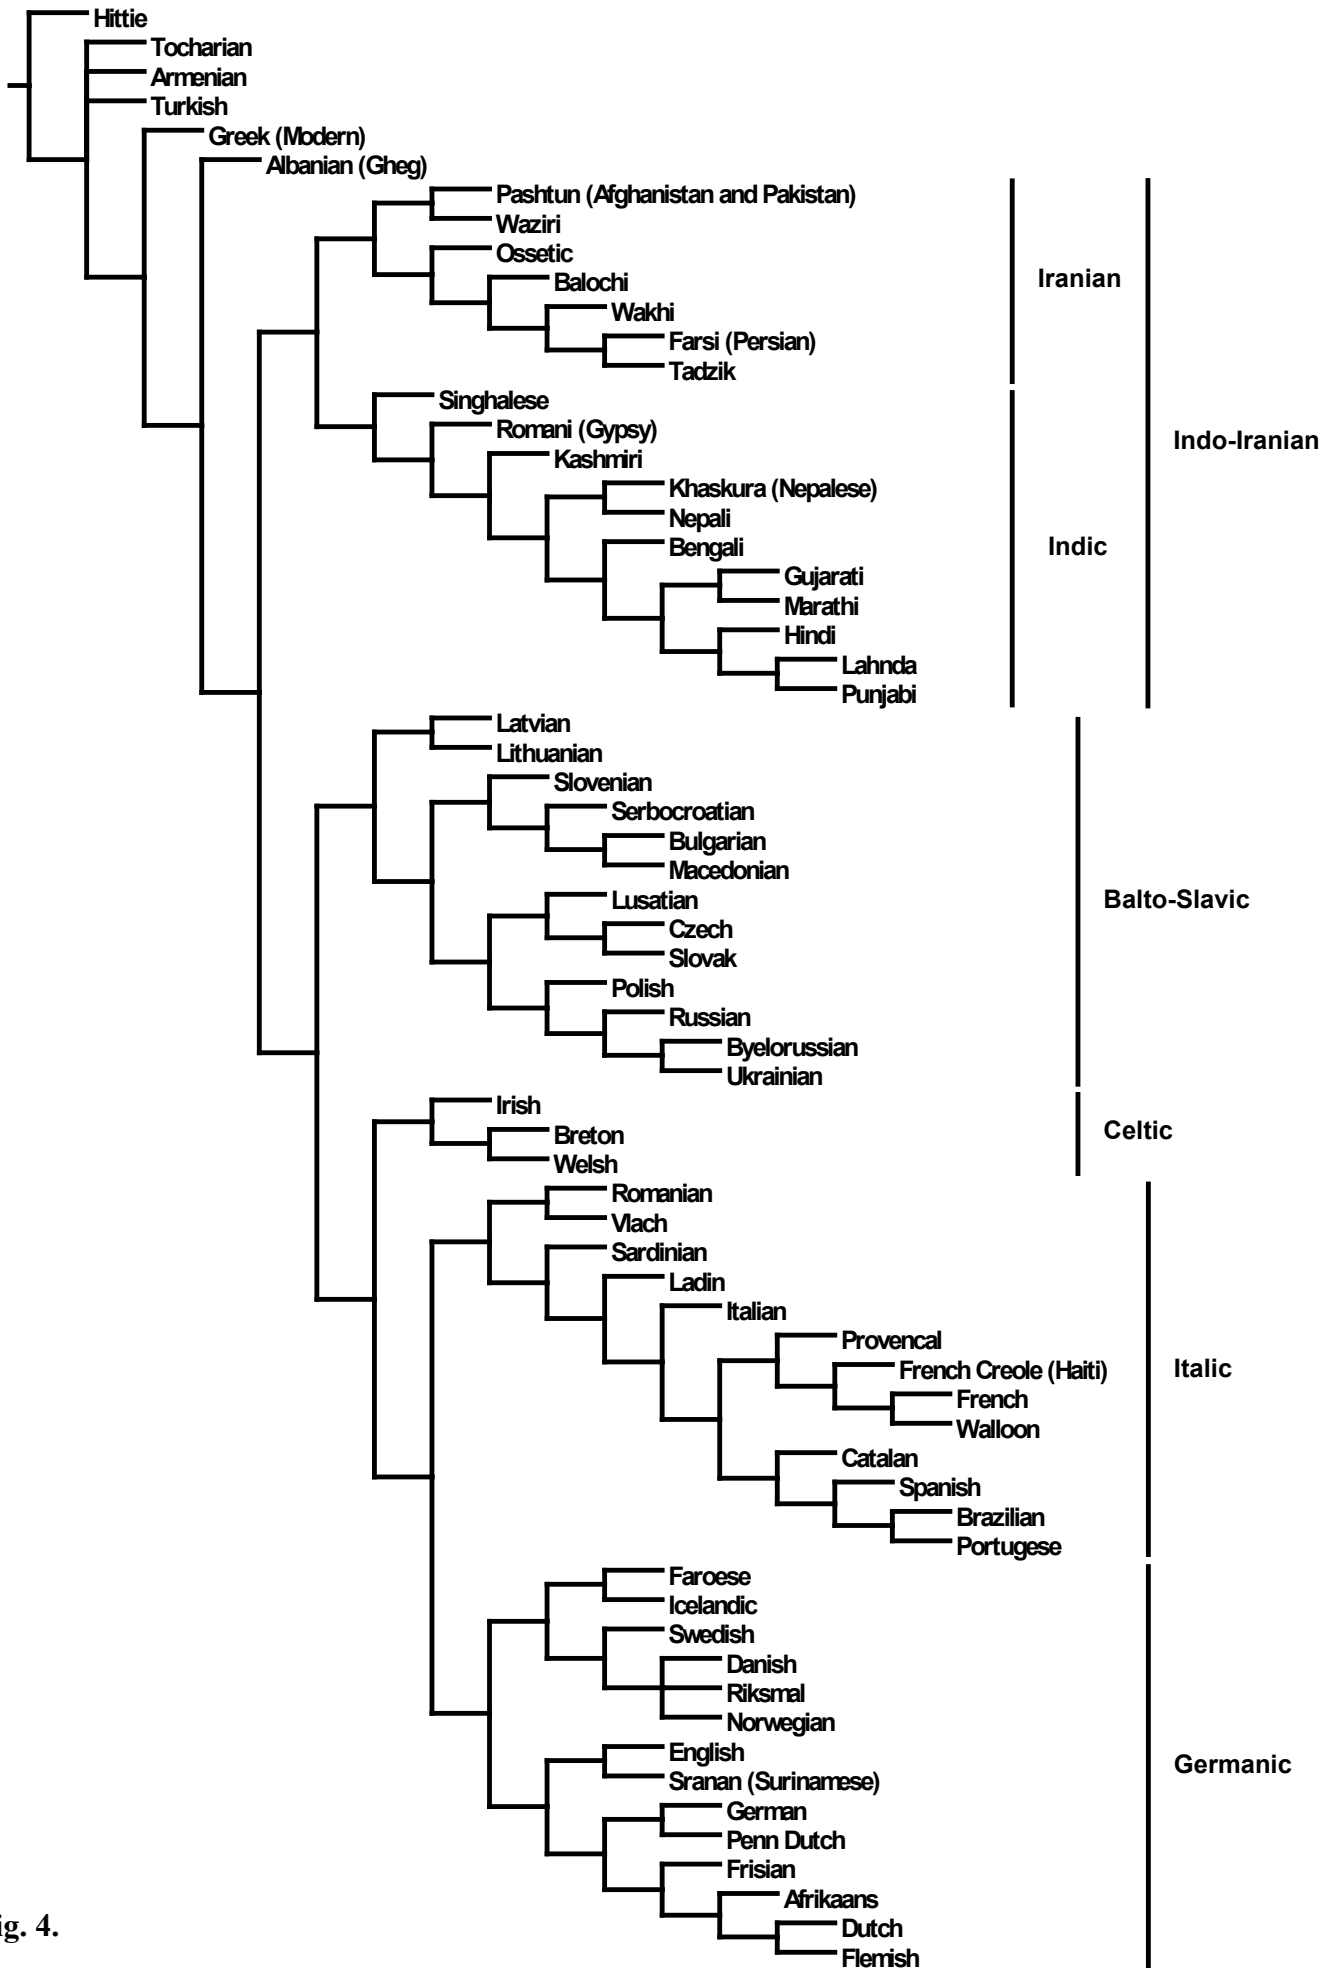 Hittie
Tocharian
Armenian
Turkish
Greek (Modern)
Albanian (Gheg)
Pashtun (Afghanistan and Pakistan)
Waziri
Ossetic
Balochi
Iranian
Wakhi
Farsi (Persian)
Tadzik
Singhalese
Romani (Gypsy)
Indo-Iranian
Kashmiri
Khaskura (Nepalese)
Nepali
Bengali
Indic
Gujarati
Marathi
Hindi
Lahnda
Punjabi
Latvian
Lithuanian
Slovenian
Serbocroatian
Bulgarian
Macedonian
Lusatian
Balto-Slavic
Czech
Slovak
Polish
Russian
Byelorussian
Ukrainian
Irish
Breton
Celtic
Welsh
Romanian
Vlach
Sardinian
Ladin
Italian
Provencal
French Creole (Haiti)
Italic
French
Walloon
Catalan
Spanish
Brazilian
Portugese
Faroese
Icelandic
Swedish
Danish
Riksmal
Norwegian
English
Germanic
Sranan (Surinamese)
German
Penn Dutch
Frisian
Afrikaans
Dutch
ig. 4.
Flemish